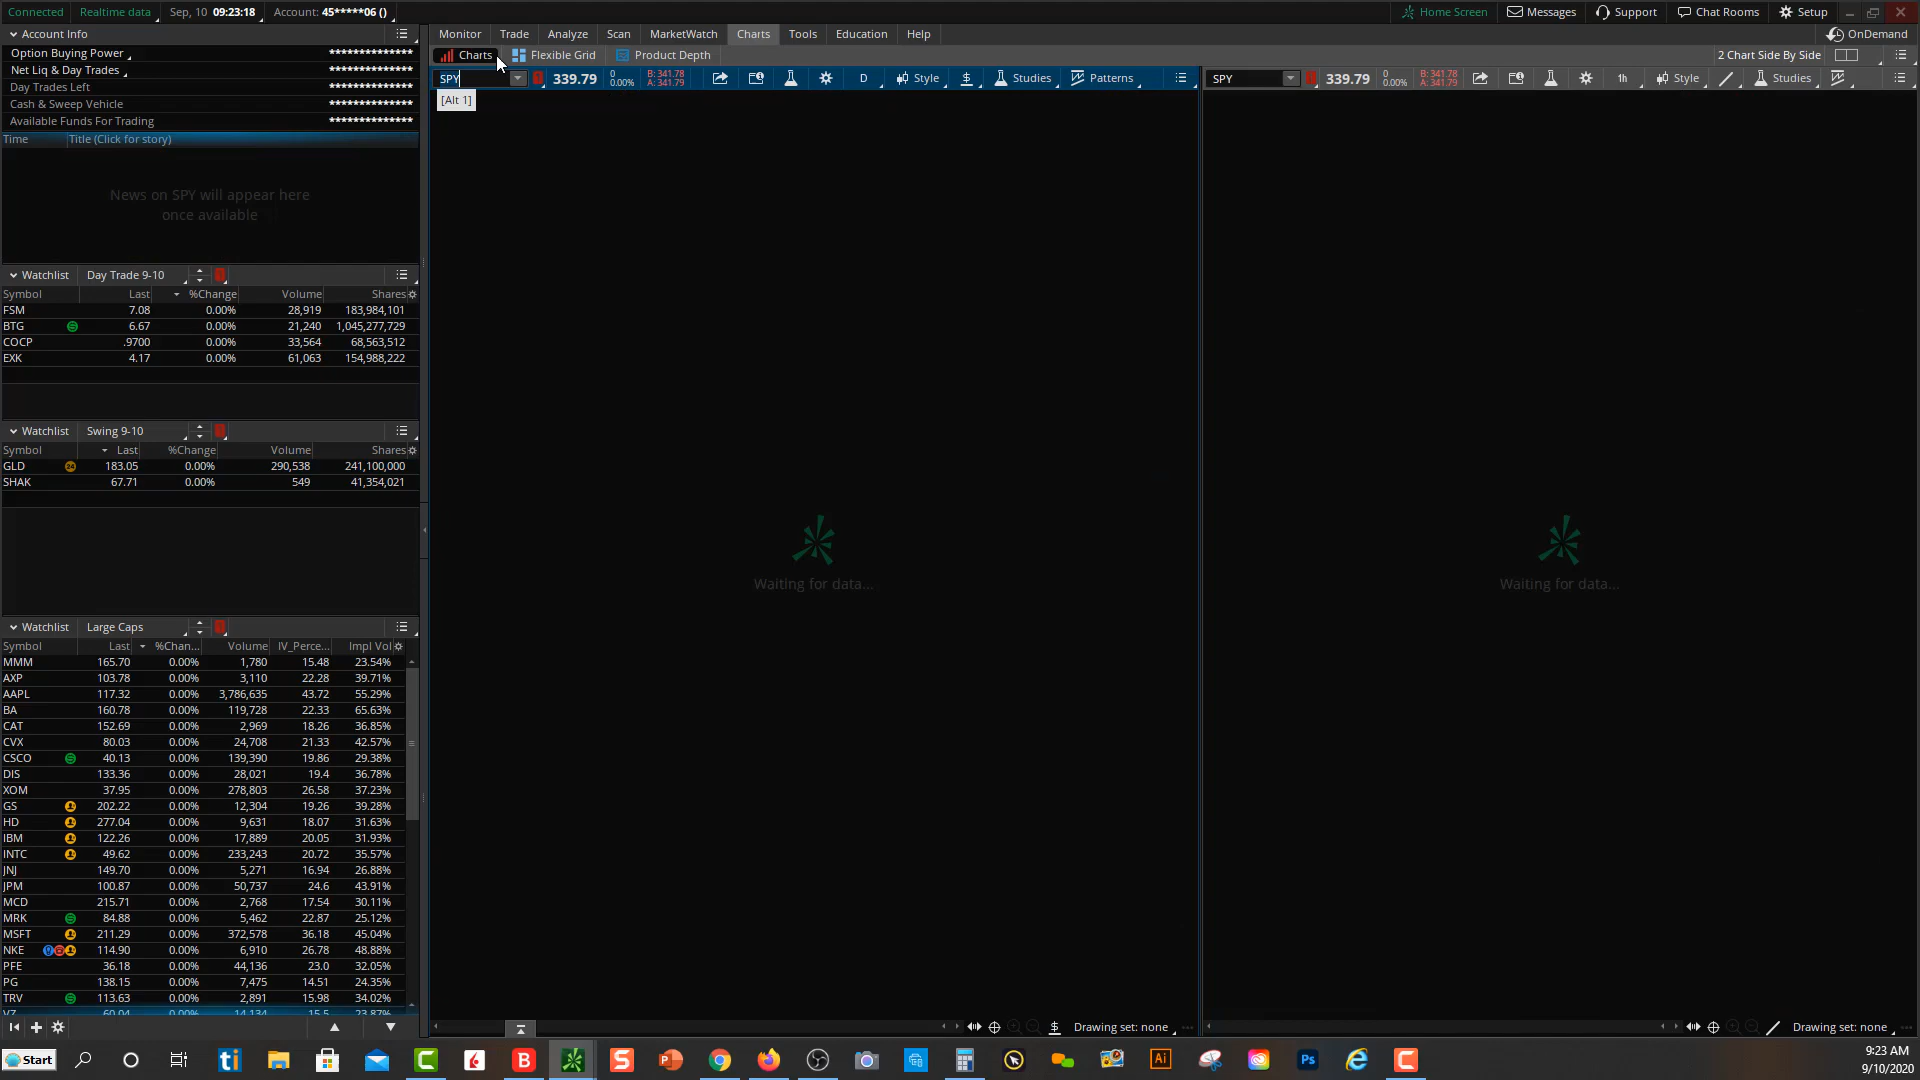 Connected Realtime data Sep, 10 09:23:18 Account: 45*****06 () Home Screen Messages Support Chat Rooms Setup
Account Info Monitor Trade Analyze Scan MarketWatch Charts Tools Education Help OnDemand
Option Buying Power ************** Charts Flexible Grid Product Depth 2 Chart Side By Side
Net Liq & Day Trades **************
SPY 339.79 0 0.00% B: 341.78 A: 341.79 D Style Studies Patterns SPY 339.79 0 0.00% B: 341.78 A: 341.79 1h Style Studies
Day Trades Left **************
[Alt 1]
Cash & Sweep Vehicle **************
Available Funds For Trading **************
Time Title (Click for story)
News on SPY will appear here
once available
Watchlist Day Trade 9-10
Symbol Last %Change Volume Shares
FSM 7.08 0.00% 28,919 183,984,101
BTG 6.67 0.00% 21,240 1,045,277,729
COCP .9700 0.00% 33,564 68,563,512
EXK 4.17 0.00% 61,063 154,988,222
Watchlist Swing 9-10
Symbol Last %Change Volume Shares
GLD 183.05 0.00% 290,538 241,100,000
SHAK 67.71 0.00% 549 41,354,021
Waiting for data... Waiting for data...
Watchlist Large Caps
Symbol Last %Chan... Volume IV_Perce... Impl Vol
MMM 165.70 0.00% 1,780 15.48 23.54%
AXP 103.78 0.00% 3,110 22.28 39.71%
AAPL 117.32 0.00% 3,786,635 43.72 55.29%
BA 160.78 0.00% 119,728 22.33 65.63%
CAT 152.69 0.00% 2,969 18.26 36.85%
CVX 80.03 0.00% 24,708 21.33 42.57%
CSCO 40.13 0.00% 139,390 19.86 29.38%
DIS 133.36 0.00% 28,021 19.4 36.78%
XOM 37.95 0.00% 278,803 26.58 37.23%
GS 202.22 0.00% 12,304 19.26 39.28%
HD 277.04 0.00% 9,631 18.07 31.63%
IBM 122.26 0.00% 17,889 20.05 31.93%
INTC 49.62 0.00% 233,243 20.72 35.57%
JNJ 149.70 0.00% 5,271 16.94 26.88%
JPM 100.87 0.00% 50,737 24.6 43.91%
MCD 215.71 0.00% 2,768 17.54 30.11%
MRK 84.88 0.00% 5,462 22.87 25.12%
MSFT 211.29 0.00% 372,578 36.18 45.04%
NKE 114.90 0.00% 6,910 26.78 48.88%
PFE 36.18 0.00% 44,136 23.0 32.05%
PG 138.15 0.00% 7,475 14.51 24.35%
TRV 113.63 0.00% 2,891 15.98 34.02%
VZ 60.04 0.00% 14,134 15.5 23.87%
Drawing set: none Drawing set: none
Start 9:23 AM
9/10/2020